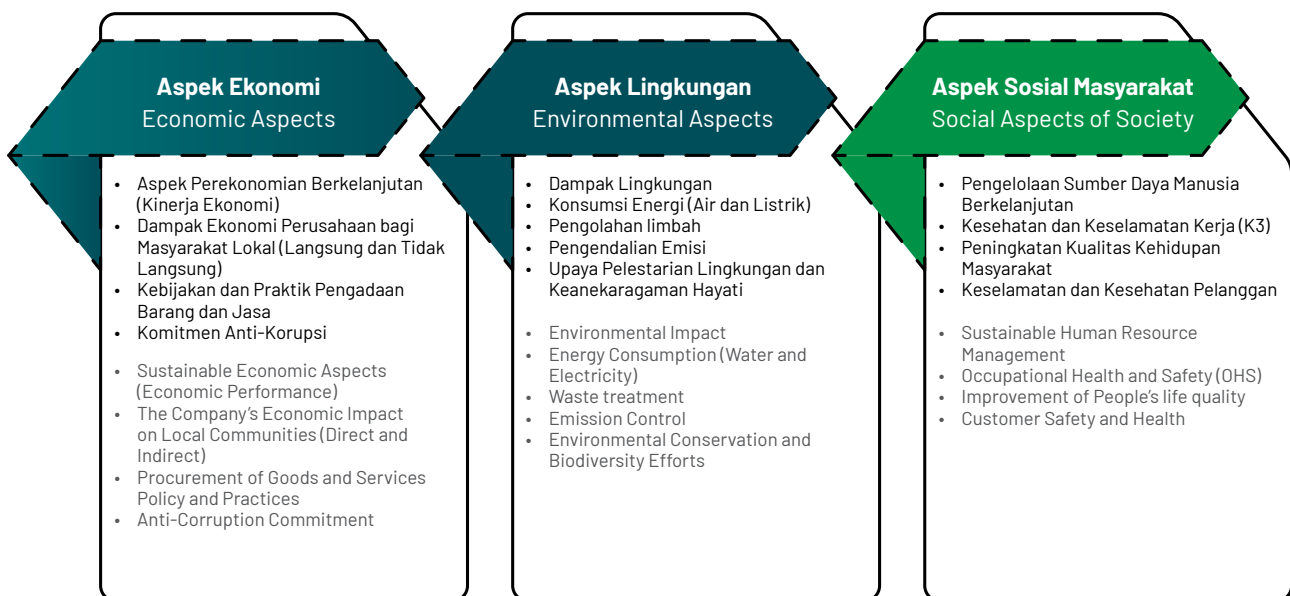 Aspek Ekonomi
Economic Aspects
• Aspek Perekonomian Berkelanjutan
(Kinerja Ekonomi)
• Dampak Ekonomi Perusahaan bagi
Masyarakat Lokal (Langsung dan Tidak
Langsung)
• Kebijakan dan Praktik Pengadaan
Barang dan Jasa
• Komitmen Anti-Korupsi
• Sustainable Economic Aspects
(Economic Performance)
• The Company’s Economic Impact
on Local Communities (Direct and
Indirect)
• Procurement of Goods and Services
Policy and Practices
• Anti-Corruption Commitment
Aspek Lingkungan
Environmental Aspects
• Dampak Lingkungan
• Konsumsi Energi (Air dan Listrik)
• Pengolahan limbah
• Pengendalian Emisi
• Upaya Pelestarian Lingkungan dan
Keanekaragaman Hayati
• Environmental Impact
• Energy Consumption (Water and
Electricity)
• Waste treatment
• Emission Control
• Environmental Conservation and
Biodiversity Efforts
Aspek Sosial Masyarakat
Social Aspects of Society
• Pengelolaan Sumber Daya Manusia
Berkelanjutan
• Kesehatan dan Keselamatan Kerja (K3)
• Peningkatan Kualitas Kehidupan
Masyarakat
• Keselamatan dan Kesehatan Pelanggan
• Sustainable Human Resource
Management
• Occupational Health and Safety (OHS)
• Improvement of People’s life quality
• Customer Safety and Health